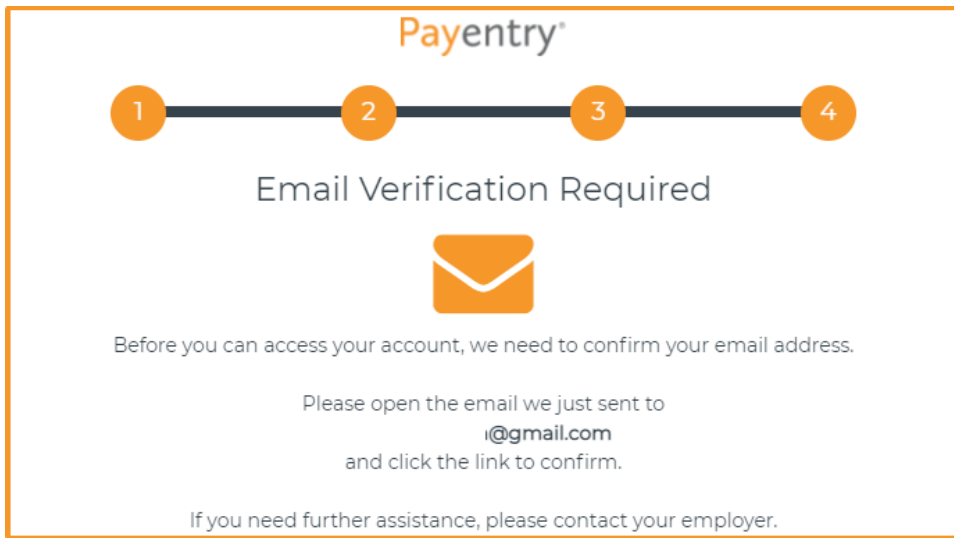 Payentry®
1 2 3 4
Email Verification Required
Before you can access your account, we need to confirm your email address.
Please open the email we just sent to
@gmail.com
and click the link to confirm.
If you need further assistance, please contact your employer.